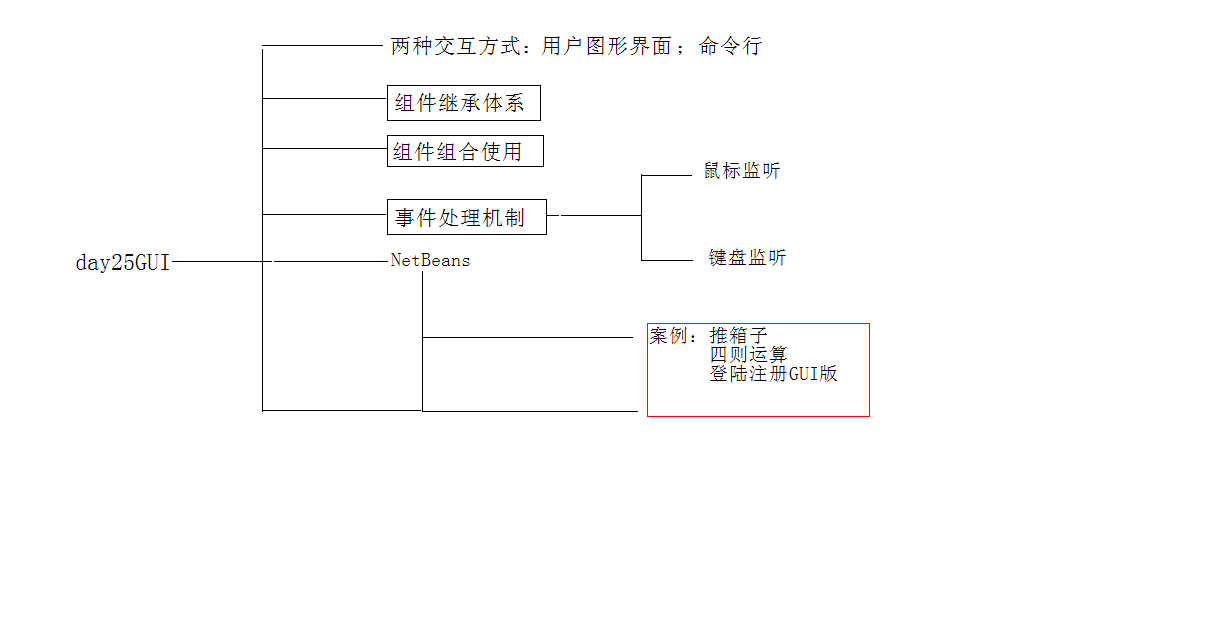 两种交互方式：用户图形界面；命令行
组件继承体系
组件组合使用
鼠标监听
事件处理机制
键盘监听
day25GUI
NetBeans
案例：推箱子
四则运算
登陆注册GUI版